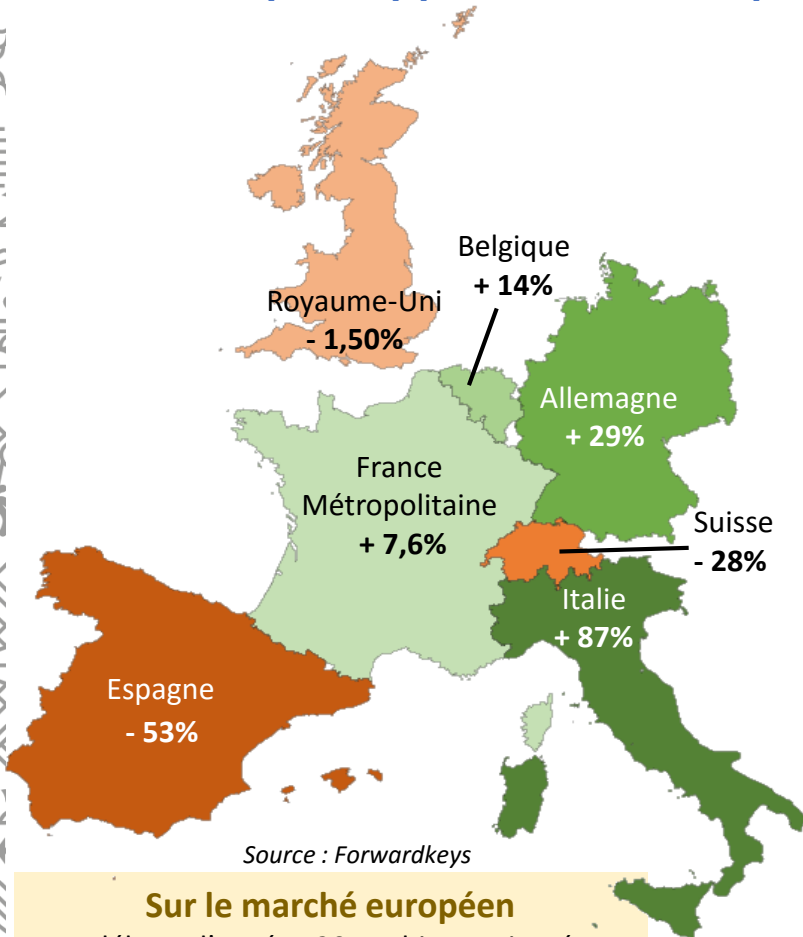 Belgique
+ 14%
Royaume-Uni
- 1,50%
Allemagne
+ 29%
France
Métropolitaine
+ 7,6%
Suisse
- 28%
Italie
+ 87%
Espagne
- 53%
Source : Forwardkeys
Sur le marché européen